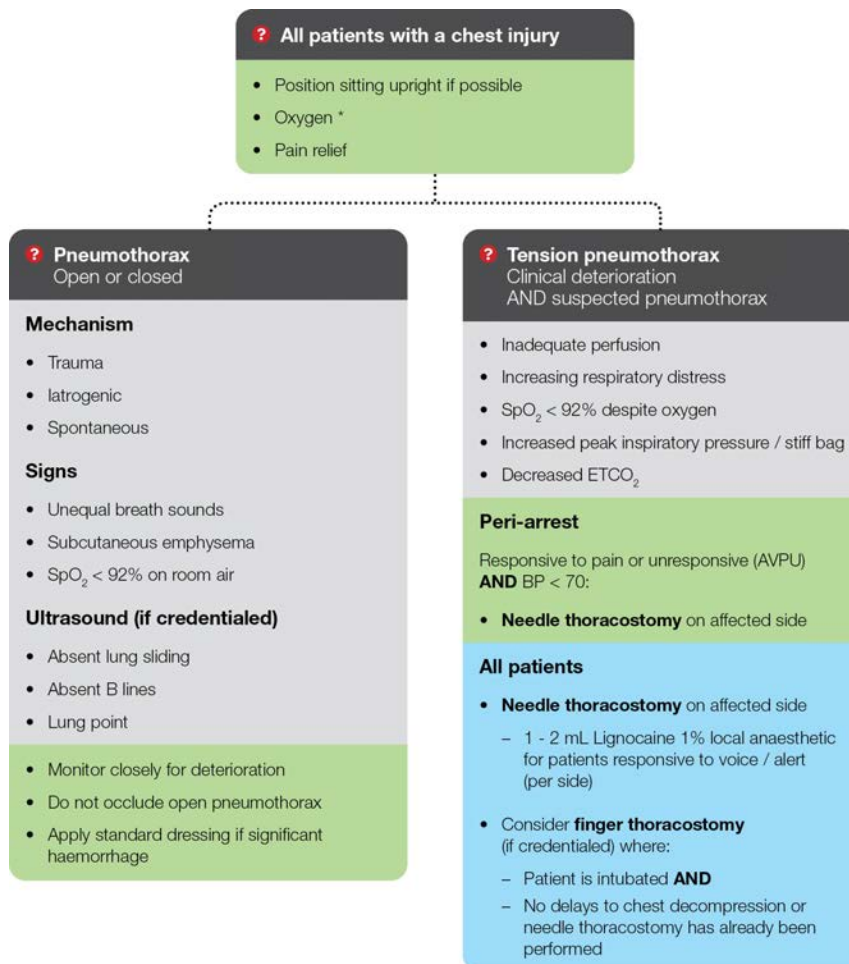 ? All patients with a chest injury
• Position sitting upright if possible
• Oxygen *
• Pain relief
? Pneumothorax
Open or closed
Mechanism
• Trauma
• Iatrogenic
• Spontaneous
Signs
• Unequal breath sounds
• Subcutaneous emphysema
• SpO₂ < 92% on room air
Ultrasound (if credentialed)
• Absent lung sliding
• Absent B lines
• Lung point
• Monitor closely for deterioration
• Do not occlude open pneumothorax
• Apply standard dressing if significant
haemorrhage
? Tension pneumothorax
Clinical deterioration
AND suspected pneumothorax
• Inadequate perfusion
• Increasing respiratory distress
• SpO₂ < 92% despite oxygen
• Increased peak inspiratory pressure / stiff bag
• Decreased ETCO₂
Peri-arrest
Responsive to pain or unresponsive (AVPU)
AND BP < 70:
• Needle thoracostomy on affected side
All patients
• Needle thoracostomy on affected side
– 1 - 2 mL Lignocaine 1% local anaesthetic
for patients responsive to voice / alert
(per side)
• Consider finger thoracostomy
(if credentialed) where:
– Patient is intubated AND
– No delays to chest decompression or
needle thoracostomy has already been
performed